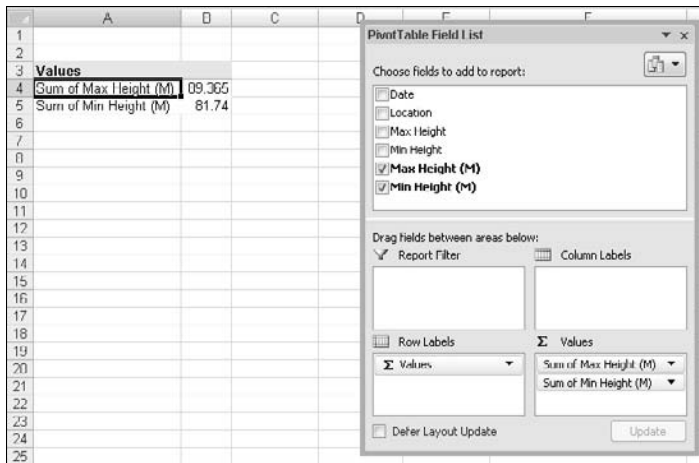 A B C D E F
1
2
3 Values
4 Sum of Max Height (M)
5 Sum of Min Height (M) 81.74
6
7
8
9
10
11
12
13
14
15
16
17
18
19
20
21
22
23
24
25
PivotTable Field List
Choose fields to add to report:
Date
Location
Max Height
Min Height
Max Height (M)
Min Height (M)
Drag fields between areas below:
Report Filter
Column Labels
Row Labels
Σ Values
Σ Values
Sum of Max Height (M)
Sum of Min Height (M)
Defer Layout Update
Update